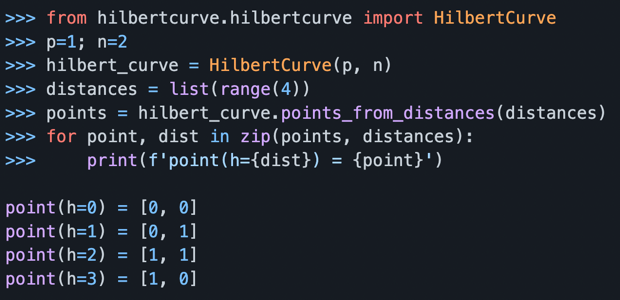 >>> from hilbertcurve.hilbertcurve import HilbertCurve
>>> p=1; n=2
>>> hilbert_curve = HilbertCurve(p, n)
>>> distances = list(range(4))
>>> points = hilbert_curve.points_from_distances(distances)
>>> for point, dist in zip(points, distances):
>>>     print(f'point(h={dist}) = {point}')
point(h=0) = [0, 0]
point(h=1) = [0, 1]
point(h=2) = [1, 1]
point(h=3) = [1, 0]